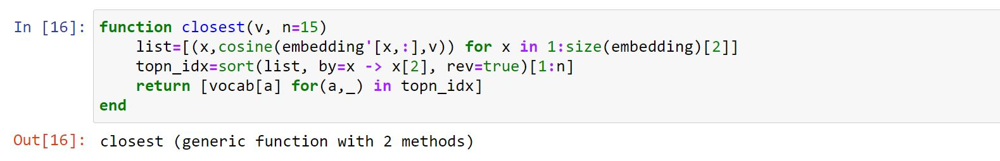 In [16]: function closest(v, n=15)
    list=[(x,cosine(embedding'[x,:],v)) for x in 1:size(embedding)[2]]
    topn_idx=sort(list, by=x -> x[2], rev=true)[1:n]
    return [vocab[a] for(a,_) in topn_idx]
end
Out[16]: closest (generic function with 2 methods)